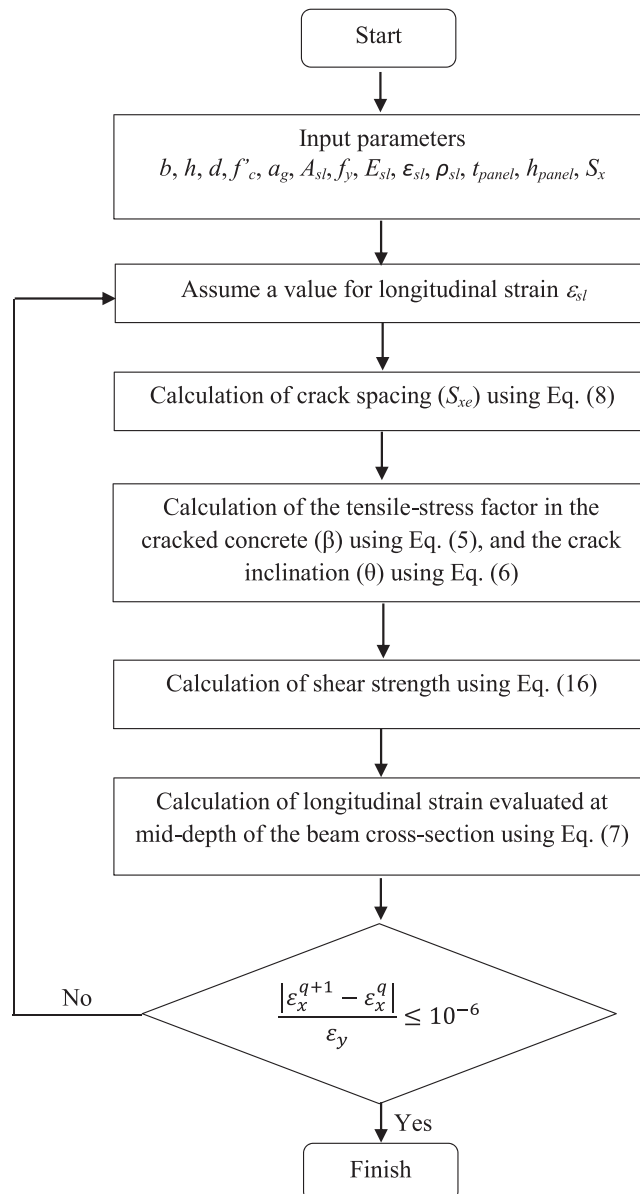 Start
Input parameters
b, h, d, f'c, ag, Asl, fy, Esl, εsl, ρsl, tpanel, hpanel, Sx
Assume a value for longitudinal strain εsl
Calculation of crack spacing (Sxe) using Eq. (8)
Calculation of the tensile-stress factor in the
cracked concrete (β) using Eq. (5), and the crack
inclination (θ) using Eq. (6)
Calculation of shear strength using Eq. (16)
Calculation of longitudinal strain evaluated at
mid-depth of the beam cross-section using Eq. (7)
No
|εx^q+1 − εx^q| / εy ≤ 10^−6
Yes
Finish